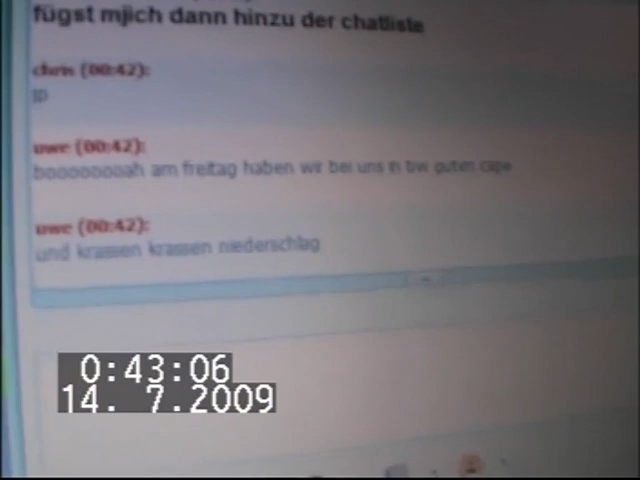 fügst mjich dann hinzu der chatliste
chris (00:42):
jp
uwe (00:42):
boooooooah am freitag haben wir bei uns in bw guten cape
uwe (00:42):
und krassen krassen niederschlag
0:43:06
14. 7.2009